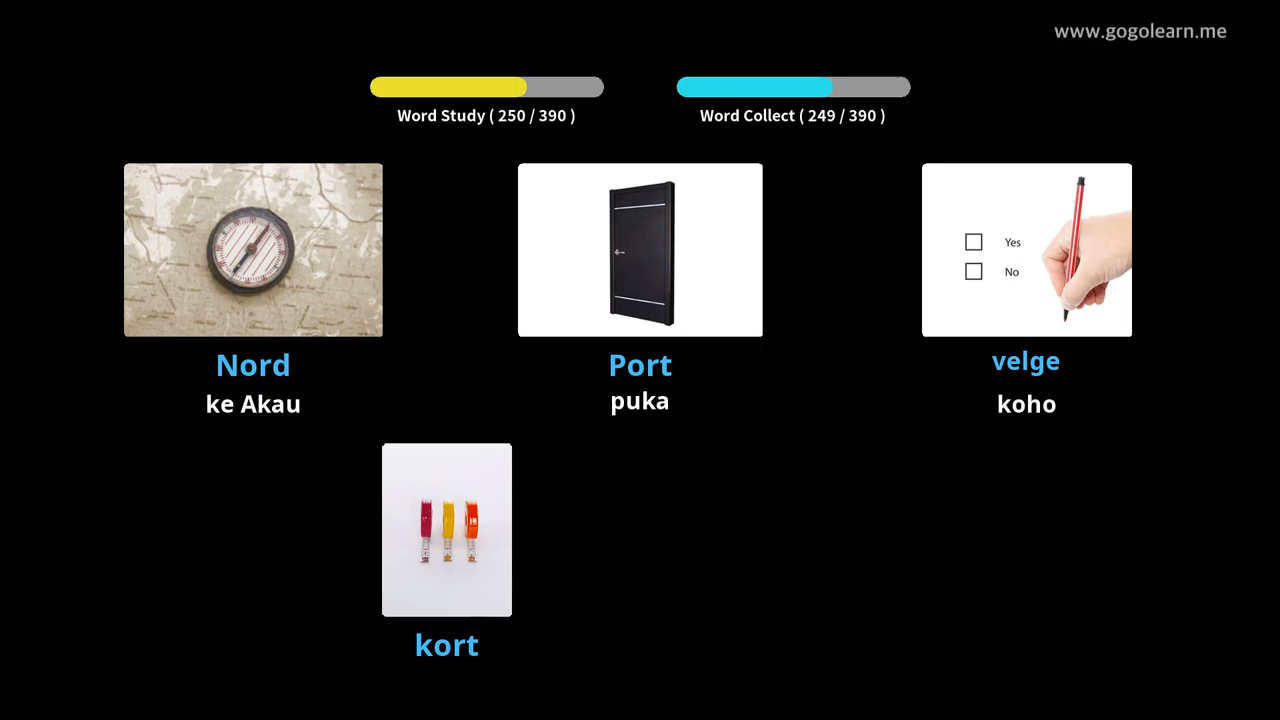 www.gogolearn.me
Word Study ( 250 / 390 )
Word Collect ( 249 / 390 )
Yes
No
Nord
ke Akau
Port
puka
velge
koho
kort